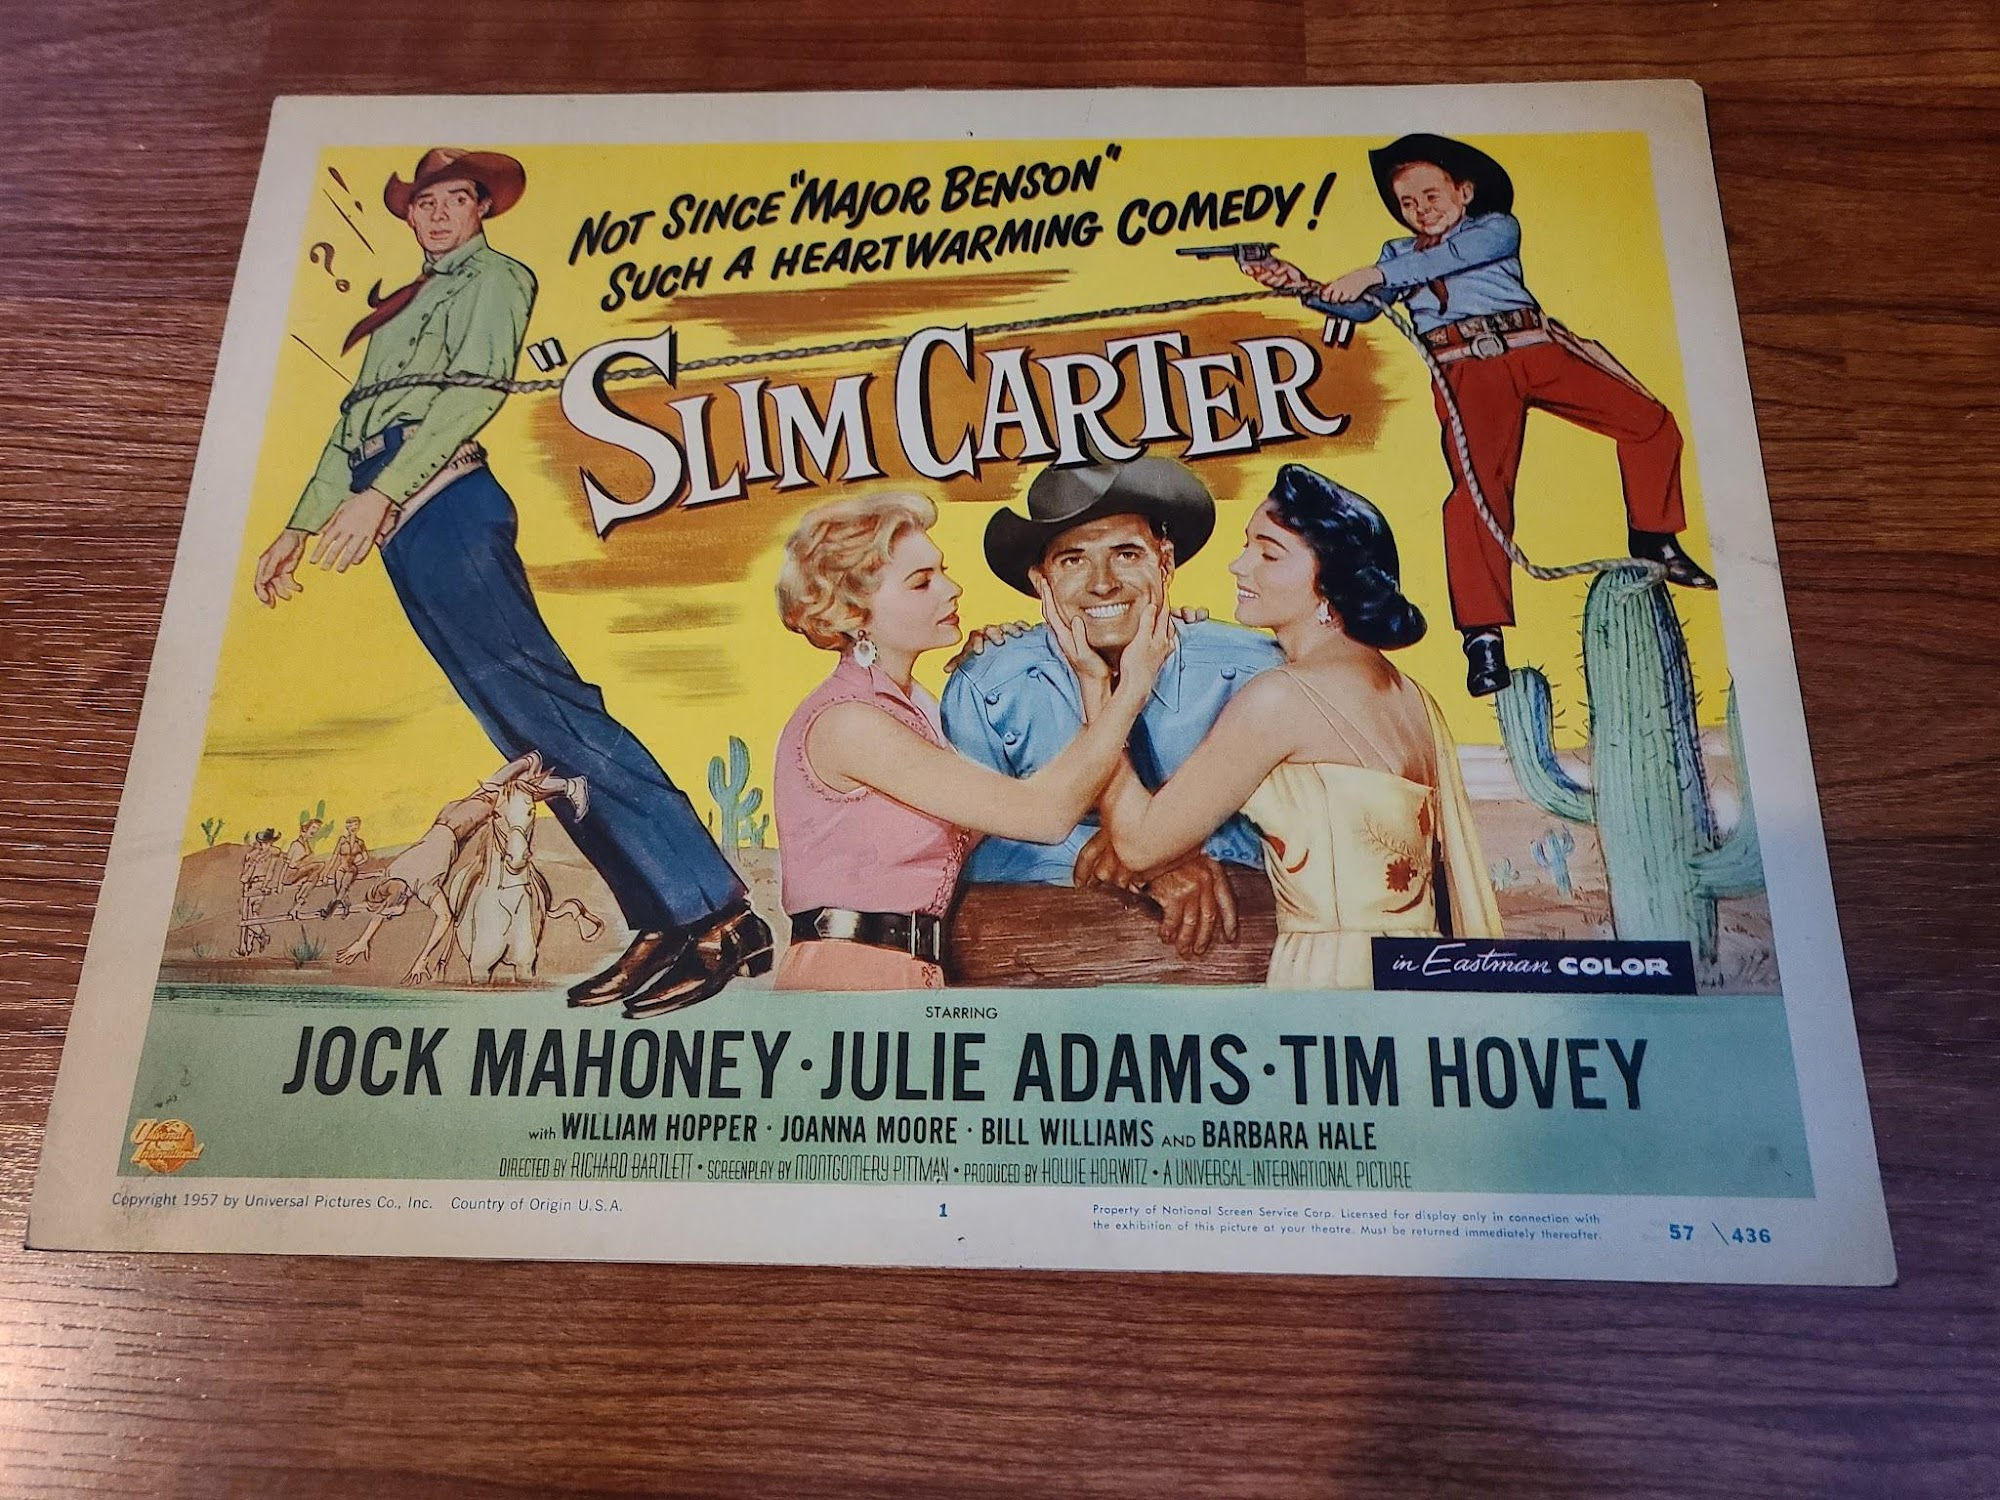 ? ! !
NOT SINCE "MAJOR BENSON"
SUCH A HEARTWARMING COMEDY!
"SLIM CARTER"
in Eastman COLOR
STARRING
JOCK MAHONEY · JULIE ADAMS · TIM HOVEY
with WILLIAM HOPPER · JOANNA MOORE · BILL WILLIAMS AND BARBARA HALE
DIRECTED BY RICHARD BARTLETT · SCREENPLAY BY MONTGOMERY PITTMAN · PRODUCED BY HOWIE HORWITZ · A UNIVERSAL-INTERNATIONAL PICTURE
Universal
International
Copyright 1957 by Universal Pictures Co., Inc. Country of Origin U.S.A.
1
Property of National Screen Service Corp. Licensed for display only in connection with
the exhibition of this picture at your theatre. Must be returned immediately thereafter.
57 \ 436